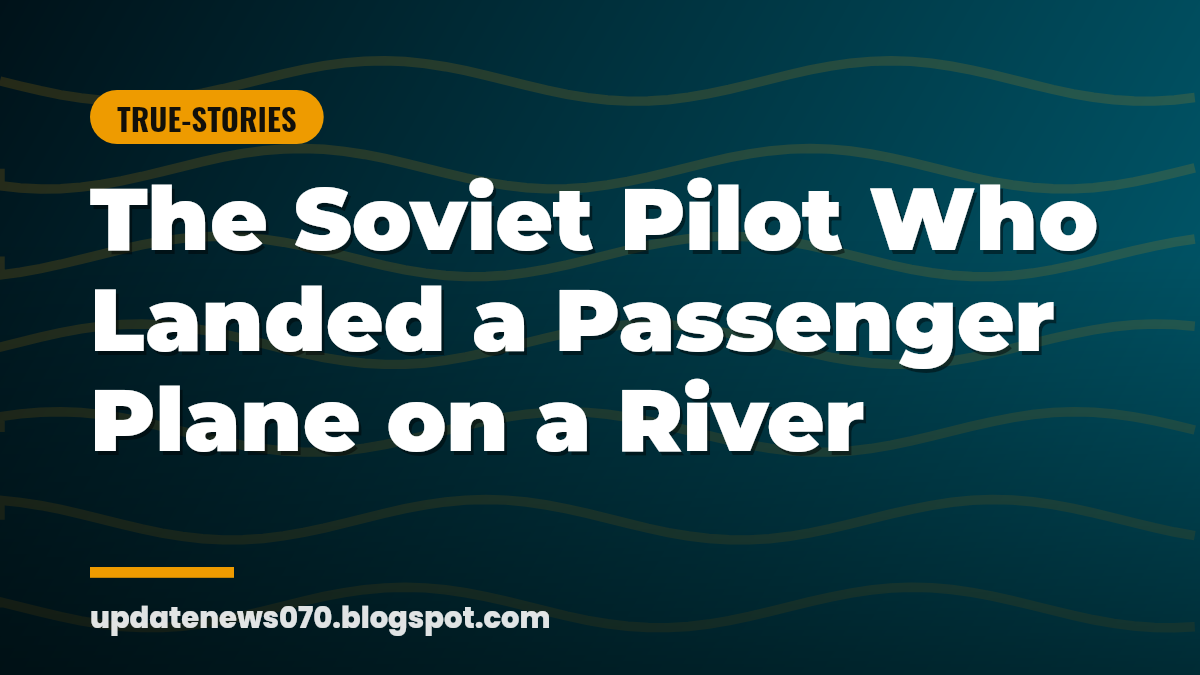 TRUE-STORIES
The Soviet Pilot Who
Landed a Passenger
Plane on a River
updatenews070.blogspot.com